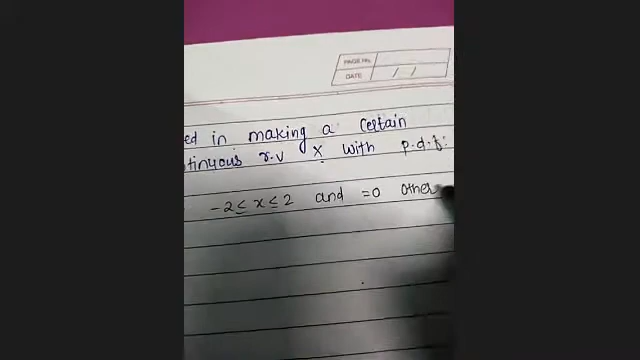 PAGE No.
DATE / /
ed in making a certain
tinuous r.v X with p.d.f:
-2 ≤ x ≤ 2 and =0 other